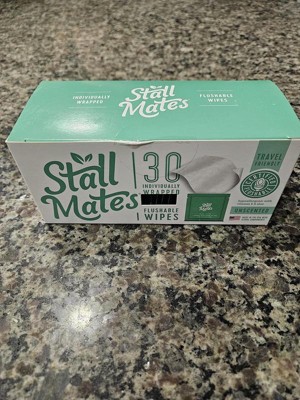 INDIVIDUALLY
WRAPPED
Stall
Mates
FLUSHABLE
WIPES
Stall
Mates
30
INDIVIDUALLY
WRAPPED
FLUSHABLE
WIPES
TRAVEL
FRIENDLY
UNSCENTED